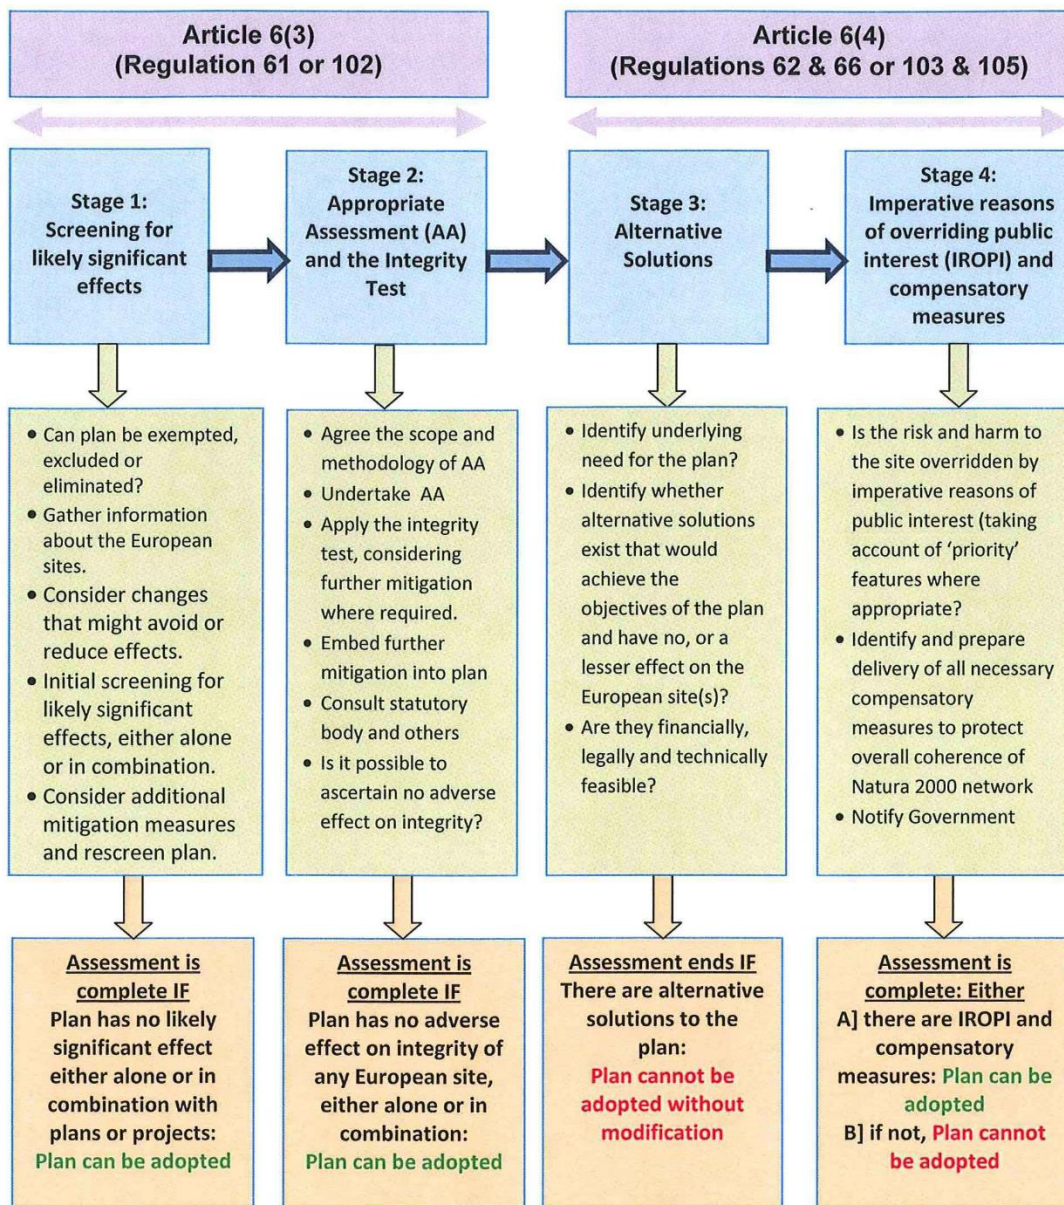 Article 6(3)
(Regulation 61 or 102)
Article 6(4)
(Regulations 62 & 66 or 103 & 105)
Stage 1:
Screening for
likely significant
effects
Stage 2:
Appropriate
Assessment (AA)
and the Integrity
Test
Stage 3:
Alternative
Solutions
Stage 4:
Imperative reasons
of overriding public
interest (IROPI) and
compensatory
measures
• Can plan be exempted,
excluded or
eliminated?
• Gather information
about the European
sites.
• Consider changes
that might avoid or
reduce effects.
• Initial screening for
likely significant
effects, either alone
or in combination.
• Consider additional
mitigation measures
and rescreen plan.
• Agree the scope and
methodology of AA
• Undertake AA
• Apply the integrity
test, considering
further mitigation
where required.
• Embed further
mitigation into plan
• Consult statutory
body and others
• Is it possible to
ascertain no adverse
effect on integrity?
• Identify underlying
need for the plan?
• Identify whether
alternative solutions
exist that would
achieve the
objectives of the plan
and have no, or a
lesser effect on the
European site(s)?
• Are they financially,
legally and technically
feasible?
• Is the risk and harm to
the site overridden by
imperative reasons of
public interest (taking
account of ‘priority’
features where
appropriate?
• Identify and prepare
delivery of all necessary
compensatory
measures to protect
overall coherence of
Natura 2000 network
• Notify Government
Assessment is
complete IF
Plan has no likely
significant effect
either alone or in
combination with
plans or projects:
Plan can be adopted
Assessment is
complete IF
Plan has no adverse
effect on integrity of
any European site,
either alone or in
combination:
Plan can be adopted
Assessment ends IF
There are alternative
solutions to the
plan:
Plan cannot be
adopted without
modification
Assessment is
complete: Either
A] there are IROPI and
compensatory
measures: Plan can be
adopted
B] if not, Plan cannot
be adopted